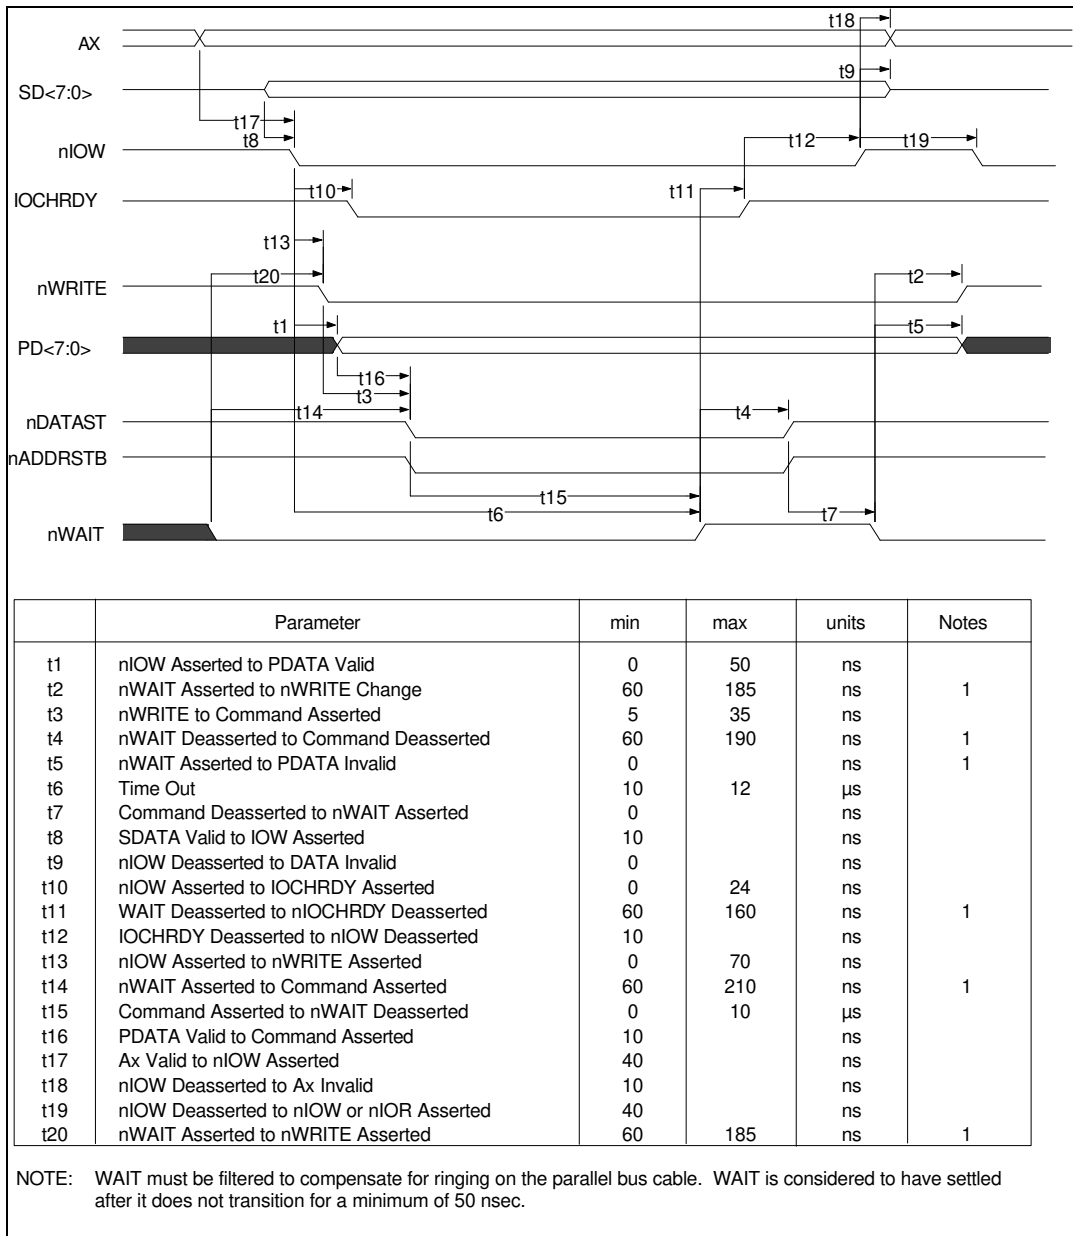 t18
AX
t9
SD<7:0>
t17
t8 t12 t19
nIOW
t10 t11
IOCHRDY
t13
t20 t2
nWRITE
t1 t5
PD<7:0>
t16
t3
t14 t4
nDATAST
nADDRSTB
t15
t6 t7
nWAIT
Parameter min max units Notes
t1 nIOW Asserted to PDATA Valid 0 50 ns
t2 nWAIT Asserted to nWRITE Change 60 185 ns 1
t3 nWRITE to Command Asserted 5 35 ns
t4 nWAIT Deasserted to Command Deasserted 60 190 ns 1
t5 nWAIT Asserted to PDATA Invalid 0 ns 1
t6 Time Out 10 12 µs
t7 Command Deasserted to nWAIT Asserted 0 ns
t8 SDATA Valid to IOW Asserted 10 ns
t9 nIOW Deasserted to DATA Invalid 0 ns
t10 nIOW Asserted to IOCHRDY Asserted 0 24 ns
t11 WAIT Deasserted to nIOCHRDY Deasserted 60 160 ns 1
t12 IOCHRDY Deasserted to nIOW Deasserted 10 ns
t13 nIOW Asserted to nWRITE Asserted 0 70 ns
t14 nWAIT Asserted to Command Asserted 60 210 ns 1
t15 Command Asserted to nWAIT Deasserted 0 10 µs
t16 PDATA Valid to Command Asserted 10 ns
t17 Ax Valid to nIOW Asserted 40 ns
t18 nIOW Deasserted to Ax Invalid 10 ns
t19 nIOW Deasserted to nIOW or nIOR Asserted 40 ns
t20 nWAIT Asserted to nWRITE Asserted 60 185 ns 1
NOTE: WAIT must be filtered to compensate for ringing on the parallel bus cable. WAIT is considered to have settled
after it does not transition for a minimum of 50 nsec.